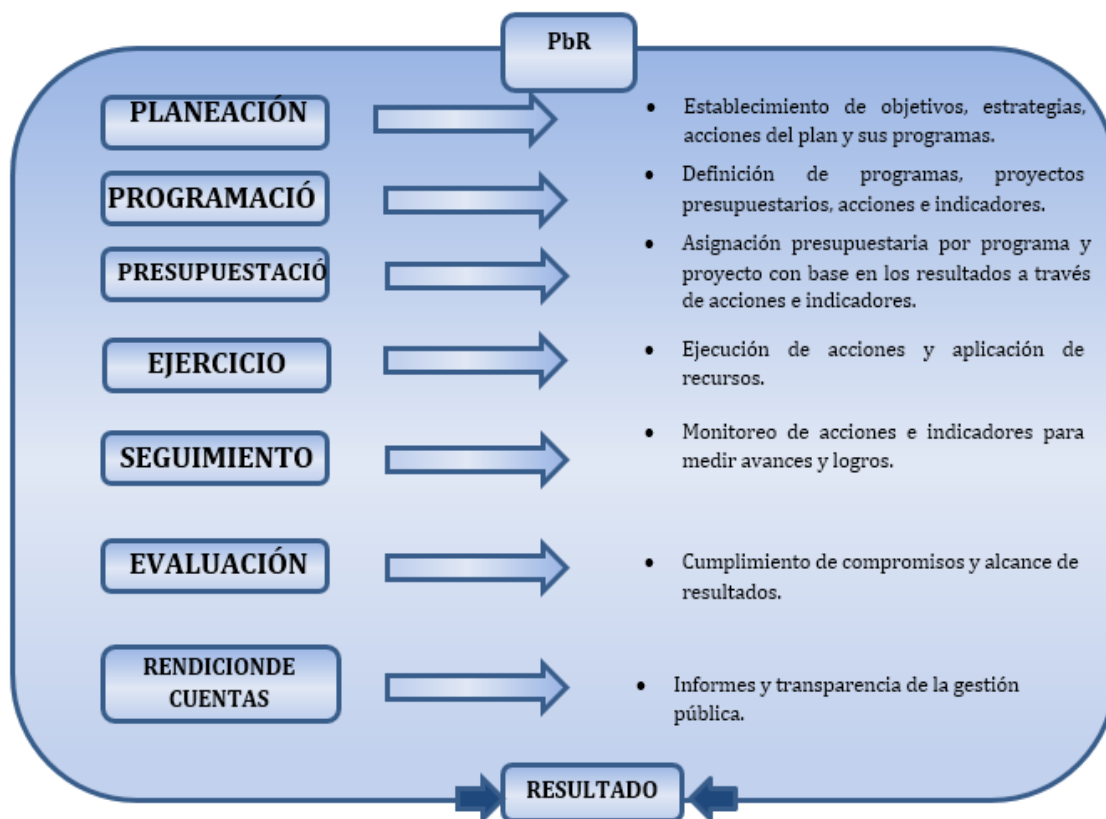 PbR
PLANEACIÓN
• Establecimiento de objetivos, estrategias,
acciones del plan y sus programas.
PROGRAMACIÓ
• Definición de programas, proyectos
presupuestarios, acciones e indicadores.
PRESUPUESTACIÓ
• Asignación presupuestaria por programa y
proyecto con base en los resultados a través
de acciones e indicadores.
EJERCICIO
• Ejecución de acciones y aplicación de
recursos.
SEGUIMIENTO
• Monitoreo de acciones e indicadores para
medir avances y logros.
EVALUACIÓN
• Cumplimiento de compromisos y alcance de
resultados.
RENDICIONDE
CUENTAS
• Informes y transparencia de la gestión
pública.
RESULTADO